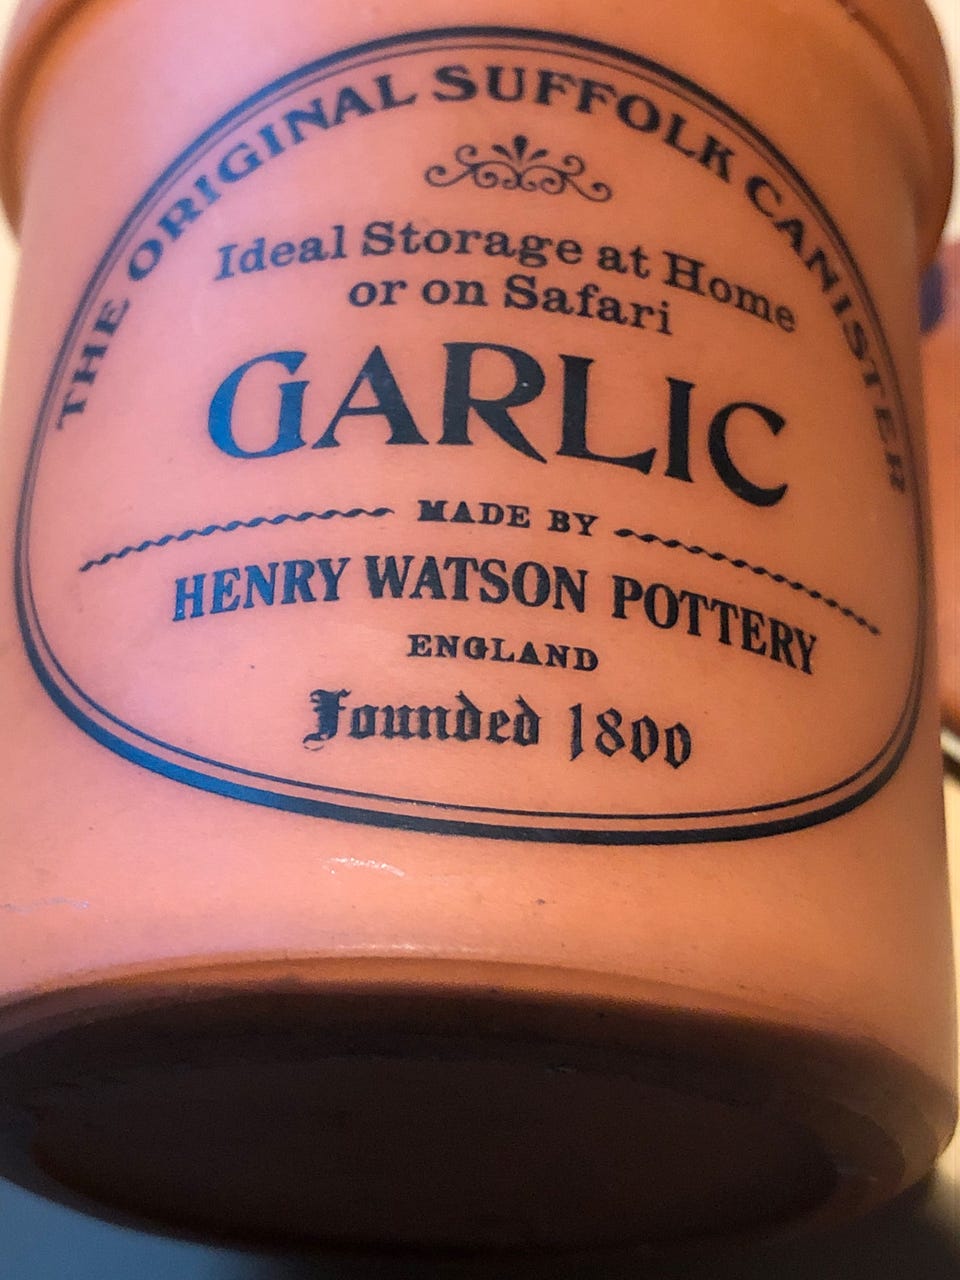 THE ORIGINAL SUFFOLK CANISTER
Ideal Storage at Home
or on Safari
GARLIC
MADE BY
HENRY WATSON POTTERY
ENGLAND
Founded 1800